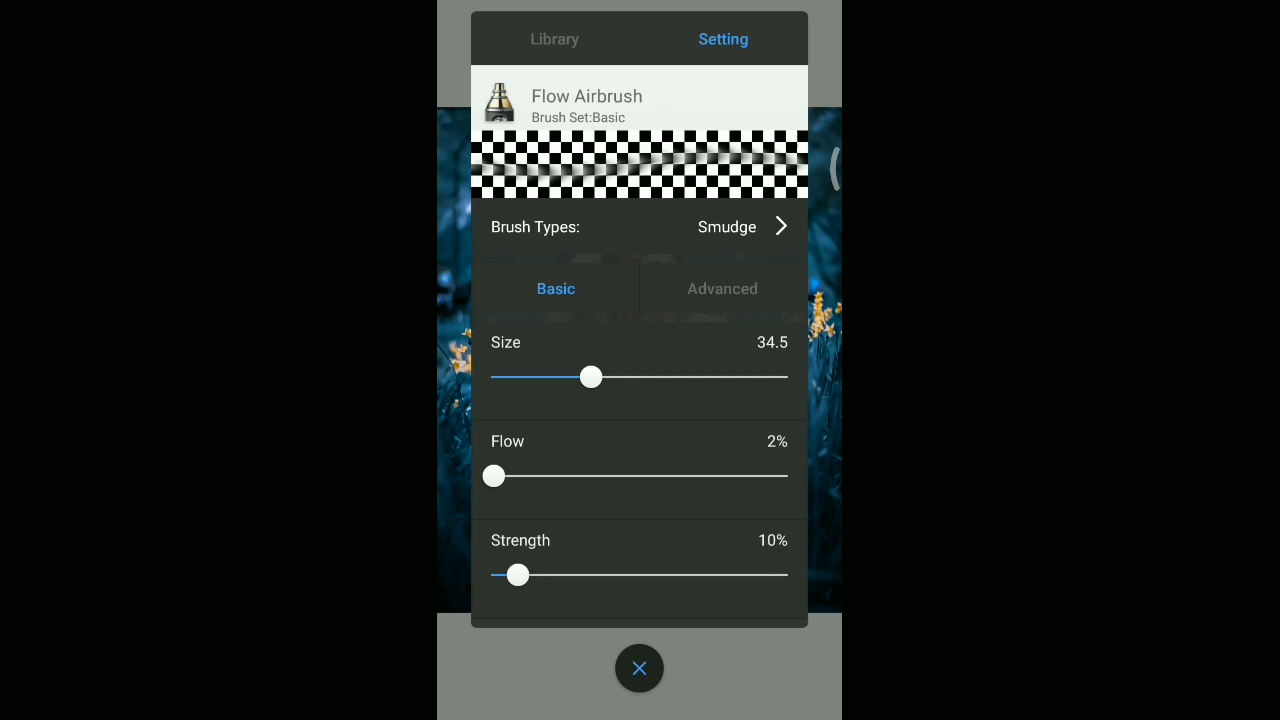 Library Setting
Flow Airbrush
Brush Set:Basic
Brush Types: Smudge
Basic Advanced
Size 34.5
Flow 2%
Strength 10%